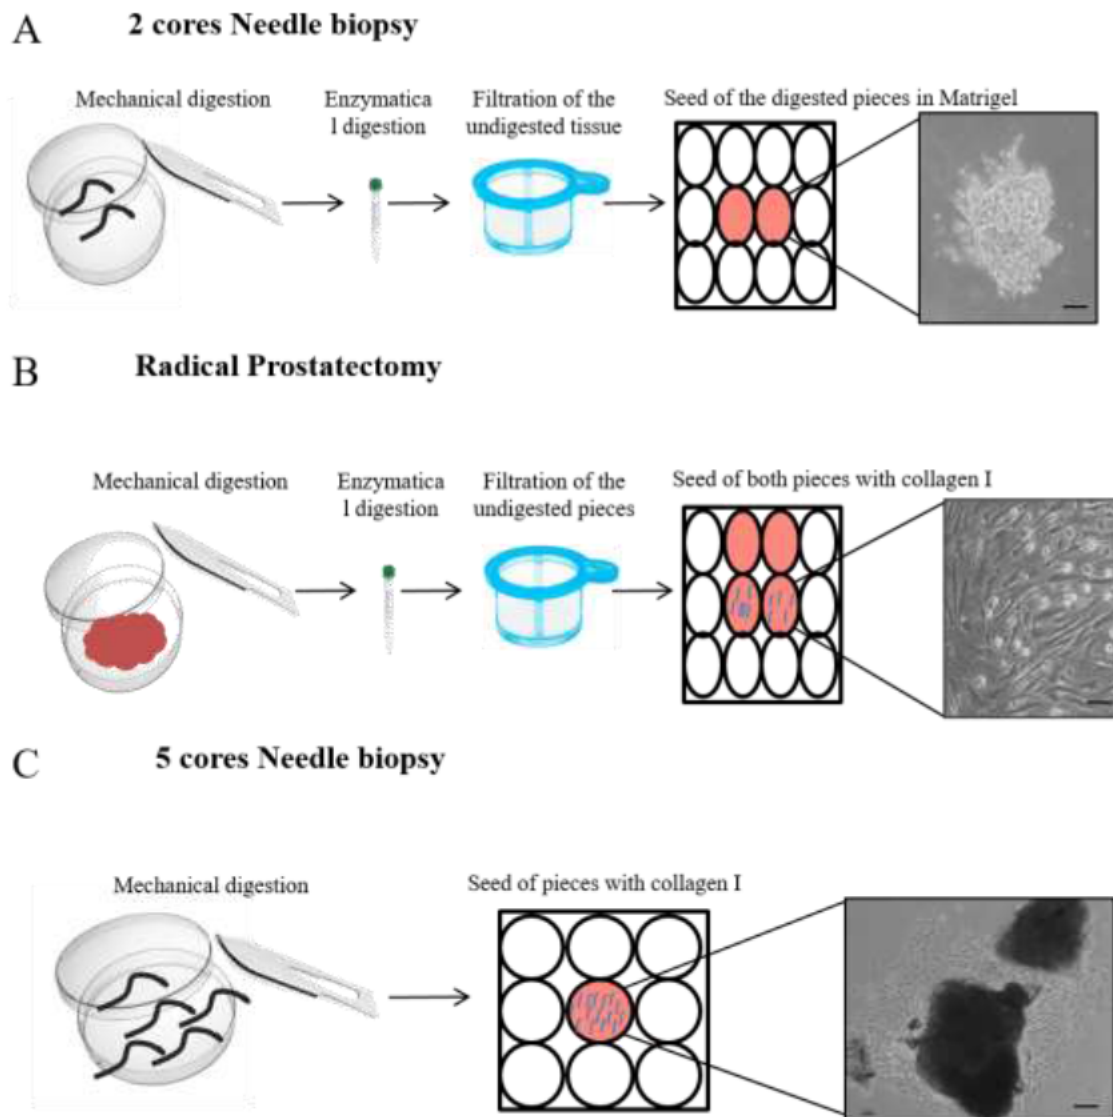 A
2 cores Needle biopsy
Mechanical digestion
Enzymatica
l digestion
Filtration of the
undigested tissue
Seed of the digested pieces in Matrigel
B
Radical Prostatectomy
Mechanical digestion
Enzymatica
l digestion
Filtration of the
undigested pieces
Seed of both pieces with collagen I
C
5 cores Needle biopsy
Mechanical digestion
Seed of pieces with collagen I